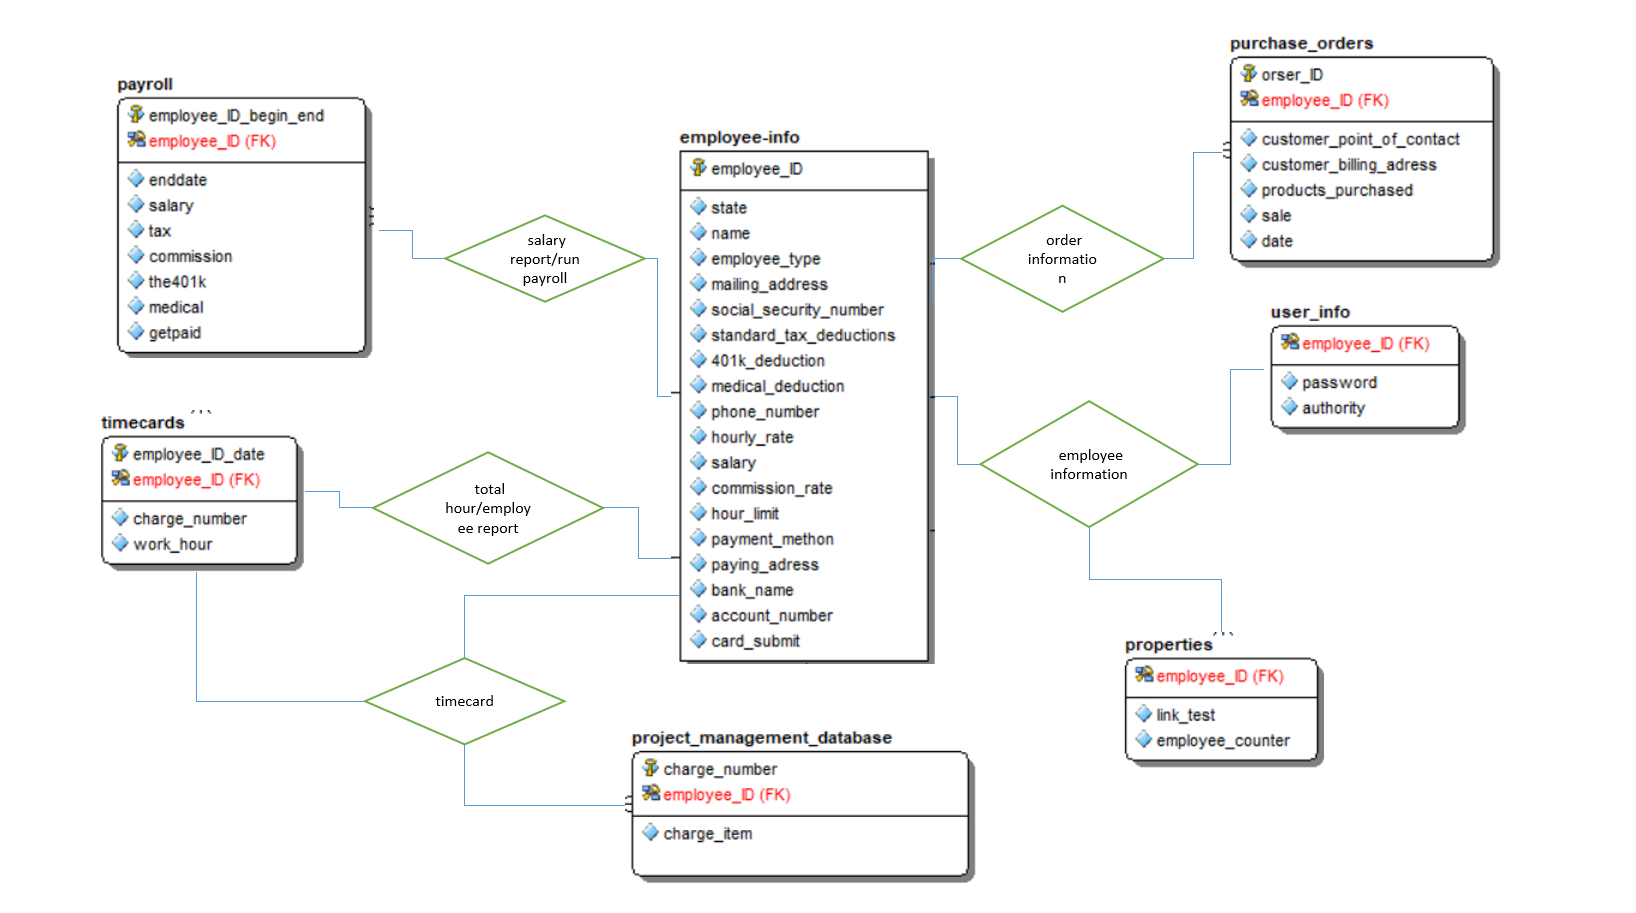 payroll
employee_ID_begin_end
employee_ID (FK)
enddate
salary
tax
commission
the401k
medical
getpaid
salary
report/run
payroll
employee-info
employee_ID
state
name
employee_type
mailing_address
social_security_number
standard_tax_deductions
401k_deduction
medical_deduction
phone_number
hourly_rate
salary
commission_rate
hour_limit
payment_methon
paying_adress
bank_name
account_number
card_submit
order
informatio
n
purchase_orders
orser_ID
employee_ID (FK)
customer_point_of_contact
customer_billing_adress
products_purchased
sale
date
user_info
employee_ID (FK)
password
authority
employee
information
timecards
employee_ID_date
employee_ID (FK)
charge_number
work_hour
total
hour/employ
ee report
timecard
properties
employee_ID (FK)
link_test
employee_counter
project_management_database
charge_number
employee_ID (FK)
charge_item